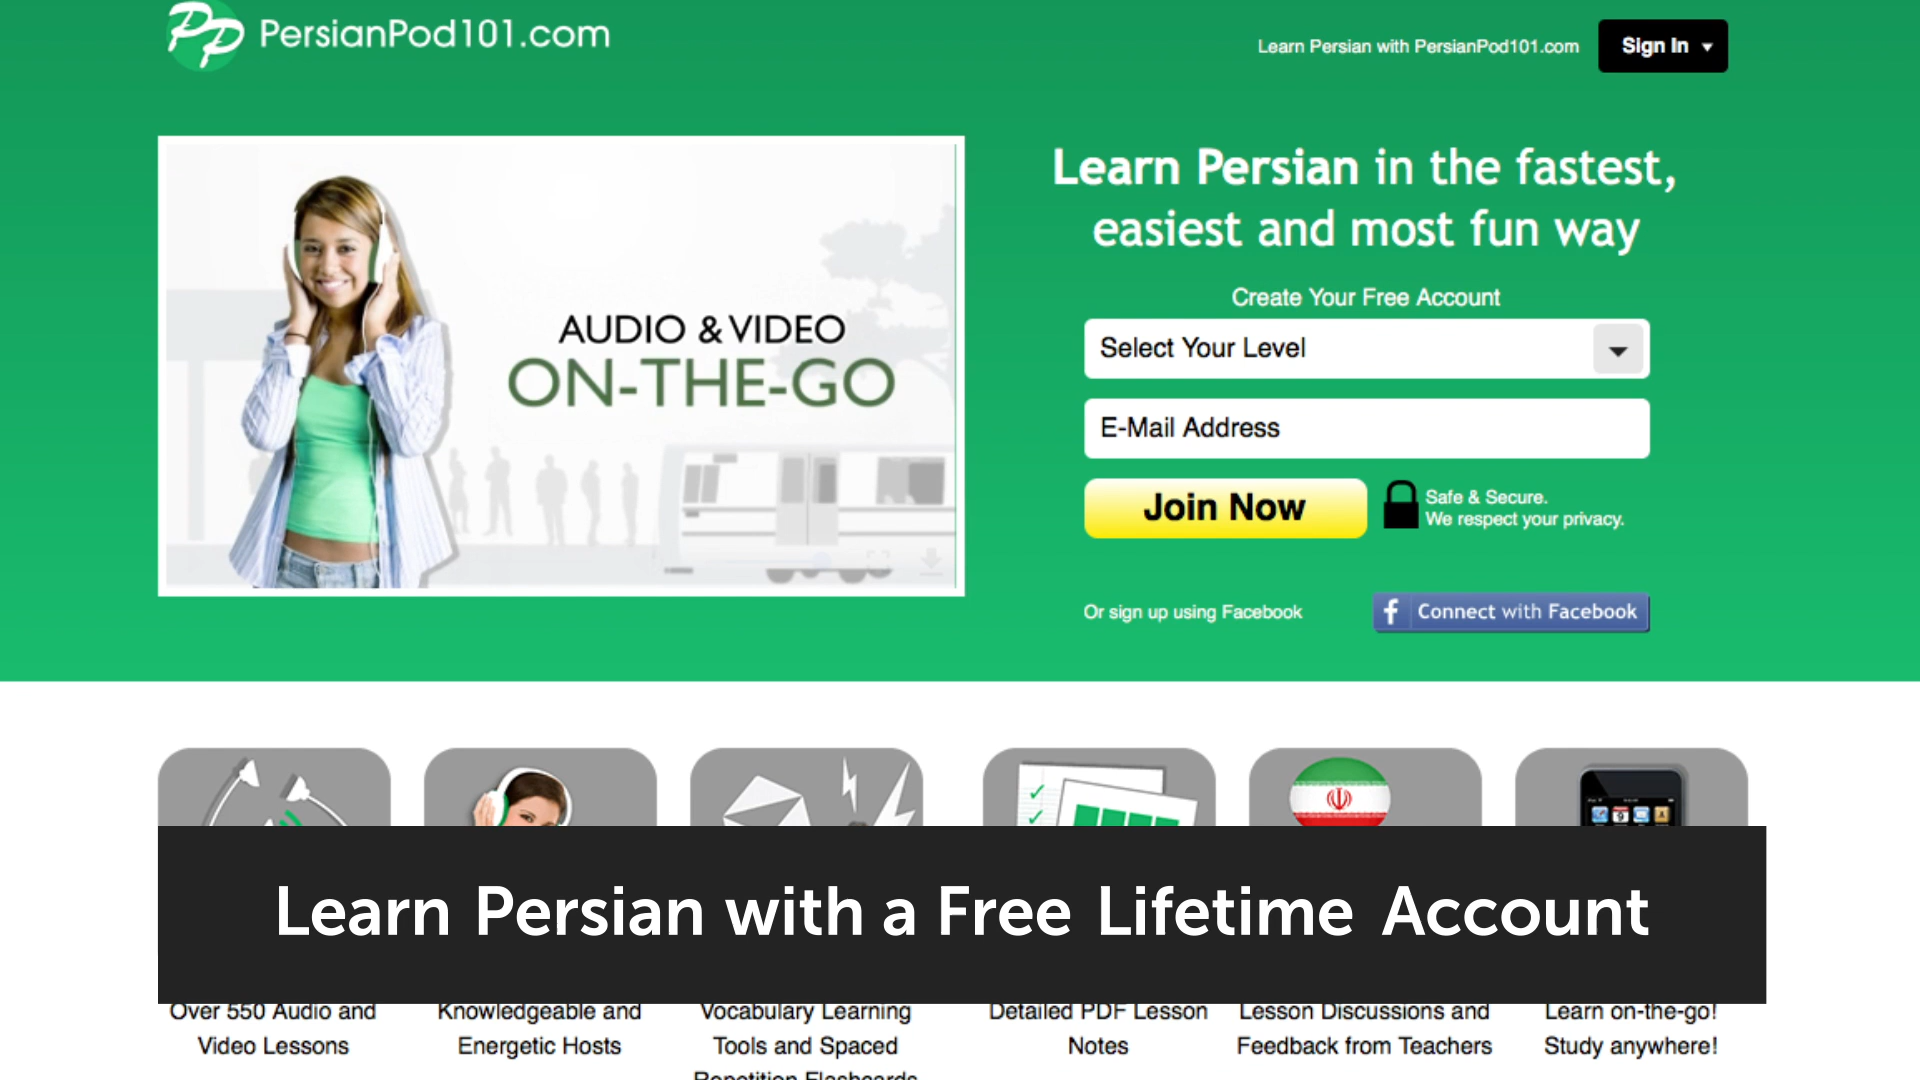 PP PersianPod101.com
Learn Persian with PersianPod101.com
Sign In
AUDIO & VIDEO
ON-THE-GO
Learn Persian in the fastest,
easiest and most fun way
Create Your Free Account
Select Your Level
E-Mail Address
Join Now
Safe & Secure.
We respect your privacy.
Or sign up using Facebook
f Connect with Facebook
9
Learn Persian with a Free Lifetime Account
Over 550 Audio and
Video Lessons
Knowledgeable and
Energetic Hosts
Vocabulary Learning
Tools and Spaced
Repetition Flashcards
Detailed PDF Lesson
Notes
Lesson Discussions and
Feedback from Teachers
Learn on-the-go!
Study anywhere!